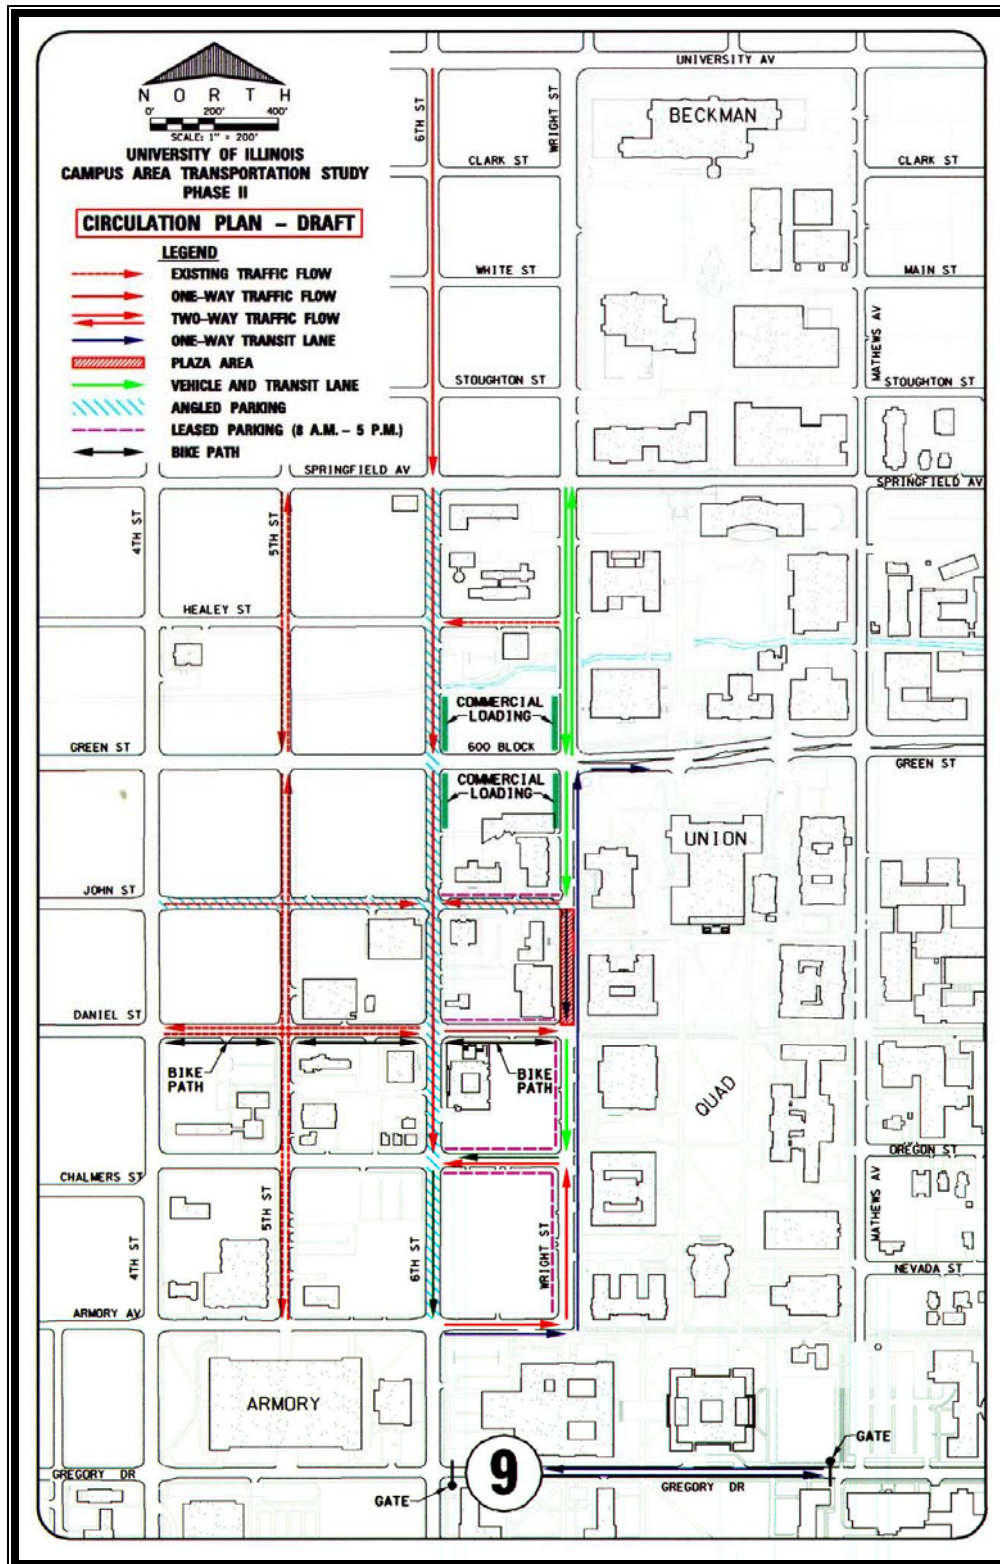 NORTH
0' 200' 400'
SCALE: 1" = 200'
UNIVERSITY OF ILLINOIS
CAMPUS AREA TRANSPORTATION STUDY
PHASE II
CIRCULATION PLAN - DRAFT
LEGEND
EXISTING TRAFFIC FLOW
ONE-WAY TRAFFIC FLOW
TWO-WAY TRAFFIC FLOW
ONE-WAY TRANSIT LANE
PLAZA AREA
VEHICLE AND TRANSIT LANE
ANGLED PARKING
LEASED PARKING (8 A.M. - 5 P.M.)
BIKE PATH
UNIVERSITY AV
6TH ST
WRIGHT ST
BECKMAN
CLARK ST
CLARK ST
WHITE ST
MAIN ST
MATHEWS AV
STOUGHTON ST
STOUGHTON ST
SPRINGFIELD AV
SPRINGFIELD AV
4TH ST
5TH ST
HEALEY ST
COMMERCIAL
LOADING
600 BLOCK
GREEN ST
GREEN ST
COMMERCIAL
LOADING
UNION
JOHN ST
DANIEL ST
BIKE
PATH
BIKE
PATH
QUAD
OREGON ST
CHALMERS ST
MATHEWS AV
4TH ST
5TH ST
6TH ST
WRIGHT ST
NEVADA ST
ARMORY AV
ARMORY
GATE
9
GREGORY DR
GATE
GREGORY DR